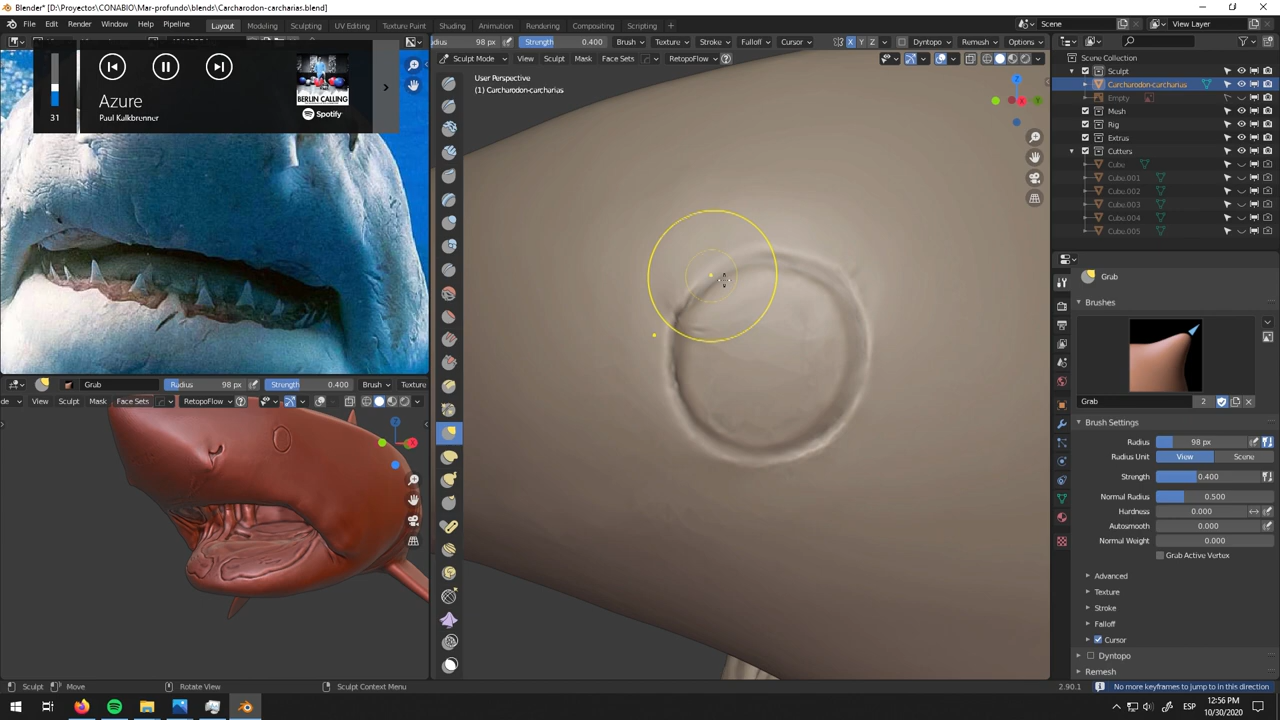 Blender* [D:\Proyectos\CONABIO\Mar-profundo\blends\Carcharodon-carcharias.blend]
File Edit Render Window Help Pipeline Layout Modeling Sculpting UV Editing Texture Paint Shading Animation Rendering Compositing Scripting + Scene View Layer
adius 98 px Strength 0.400 Brush Texture Stroke Falloff Cursor X Y Z Dyntopo Remesh Options
Sculpt Mode View Sculpt Mask Face Sets RetopoFlow
31
Azure
Paul Kalkbrenner
BERLIN CALLING
Spotify
User Perspective
(1) Carcharodon-carcharias
Scene Collection
Sculpt
Carcharodon-carcharias
Empty
Mesh
Rig
Extrus
Cutters
Cube
Cube.001
Cube.002
Cube.003
Cube.004
Cube.005
Grub
Brushes
Grab 2
Brush Settings
Radius 98 px
Radius Unit View Scene
Strength 0.400
Normal Radius 0.500
Hardness 0.000
Autosmooth 0.000
Normal Weight 0.000
Grub Active Vertex
Advanced
Texture
Stroke
Falloff
Cursor
Dyntopo
Remesh
Grub Radius 98 px Strength 0.400 Brush Texture
View Sculpt Mask Face Sets RetopoFlow
Sculpt Move Rotate View Sculpt Context Menu 2.90.1 No more keyframes to jump to in this direction
ESP 12:56 PM
10/30/2020